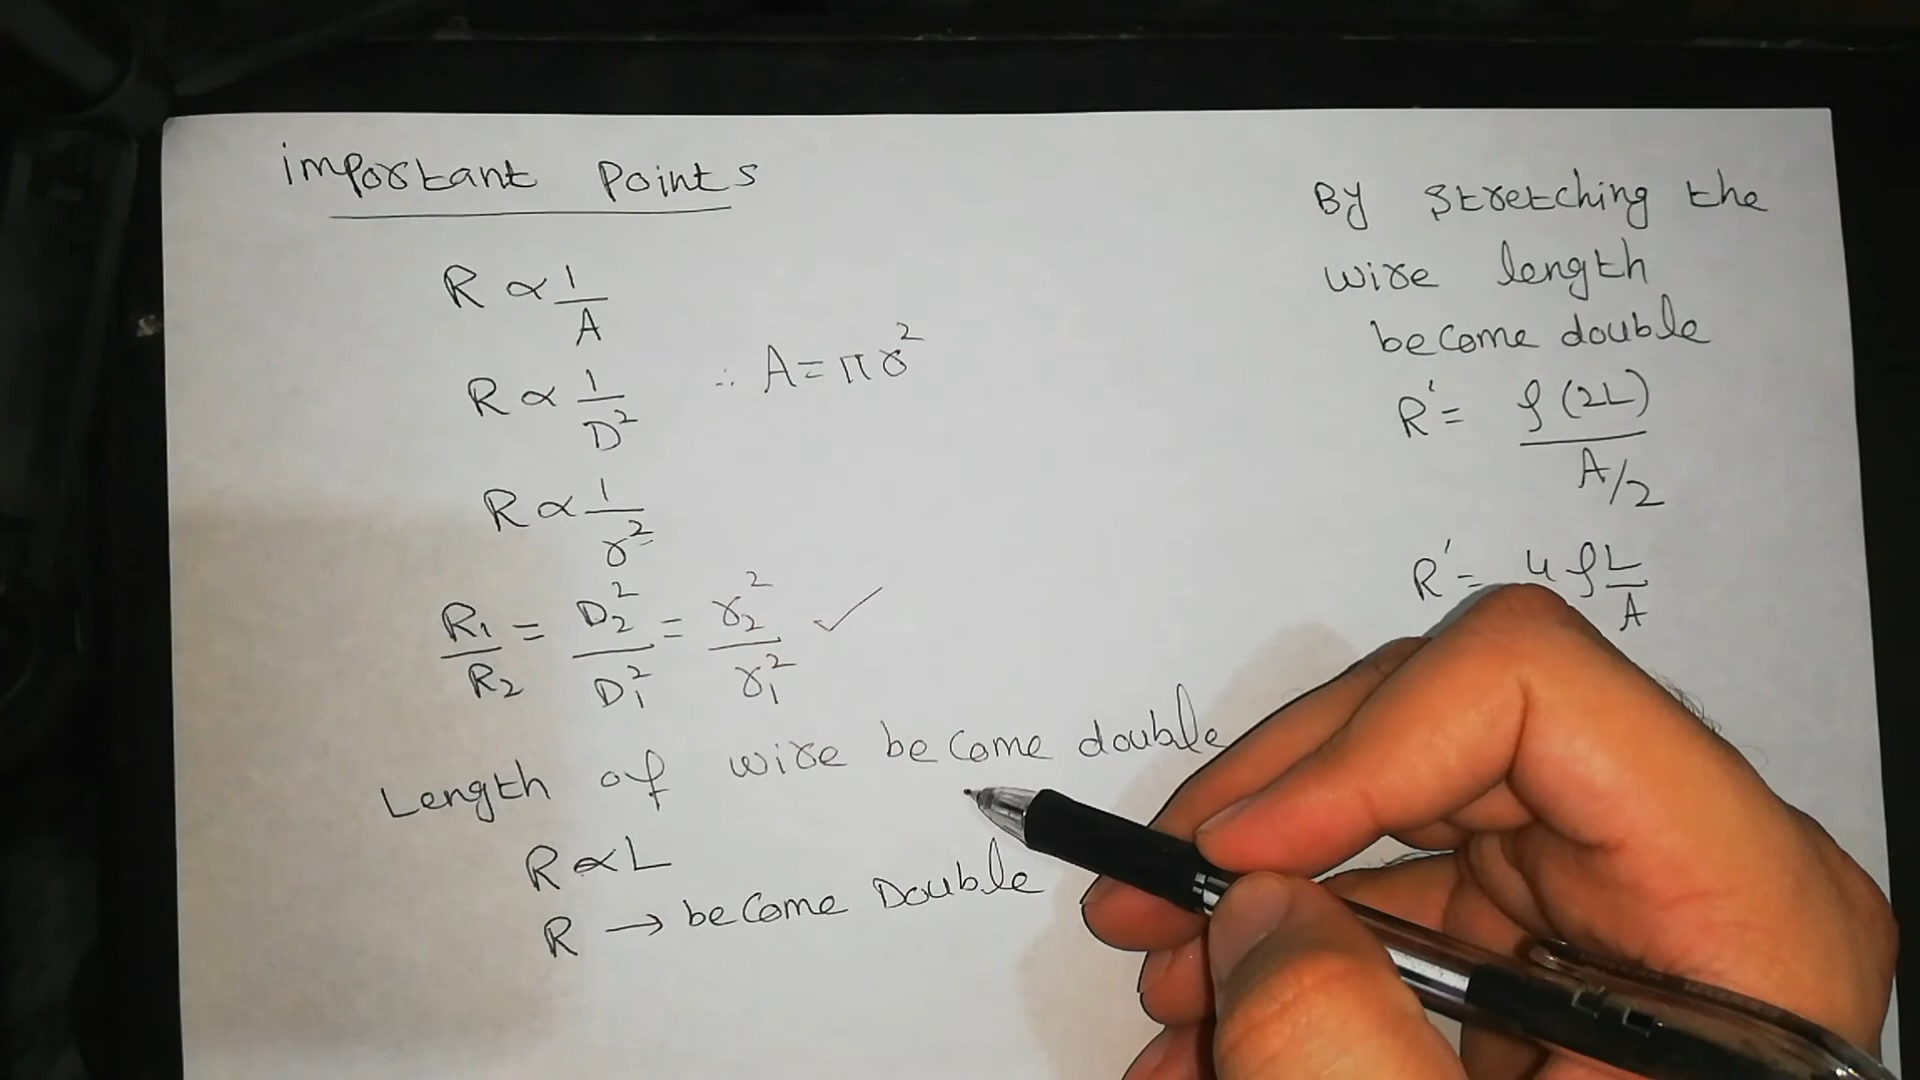 important Points
R ∝ 1/A
R ∝ 1/D² ∴ A = πr²
R ∝ 1/r²
R₁/R₂ = D₂²/D₁² = r₂²/r₁² ✓
Length of wire become double
R ∝ L
R → become Double
By stretching the
wire length
become double
R' = ρ(2L)/A/2
R' = 4ρL/A